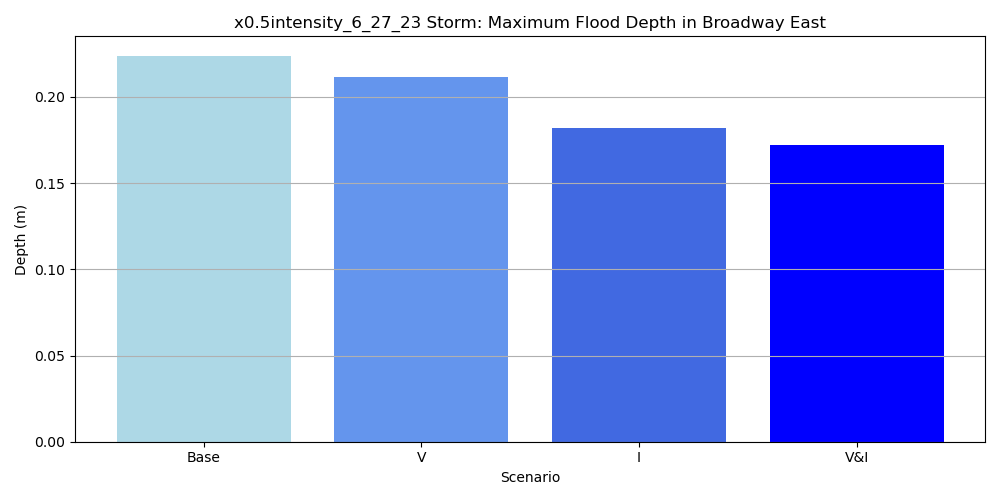 x0.5intensity_6_27_23 Storm: Maximum Flood Depth in Broadway East
Depth (m)
0.20
0.15
0.10
0.05
0.00
Base V I V&I
Scenario